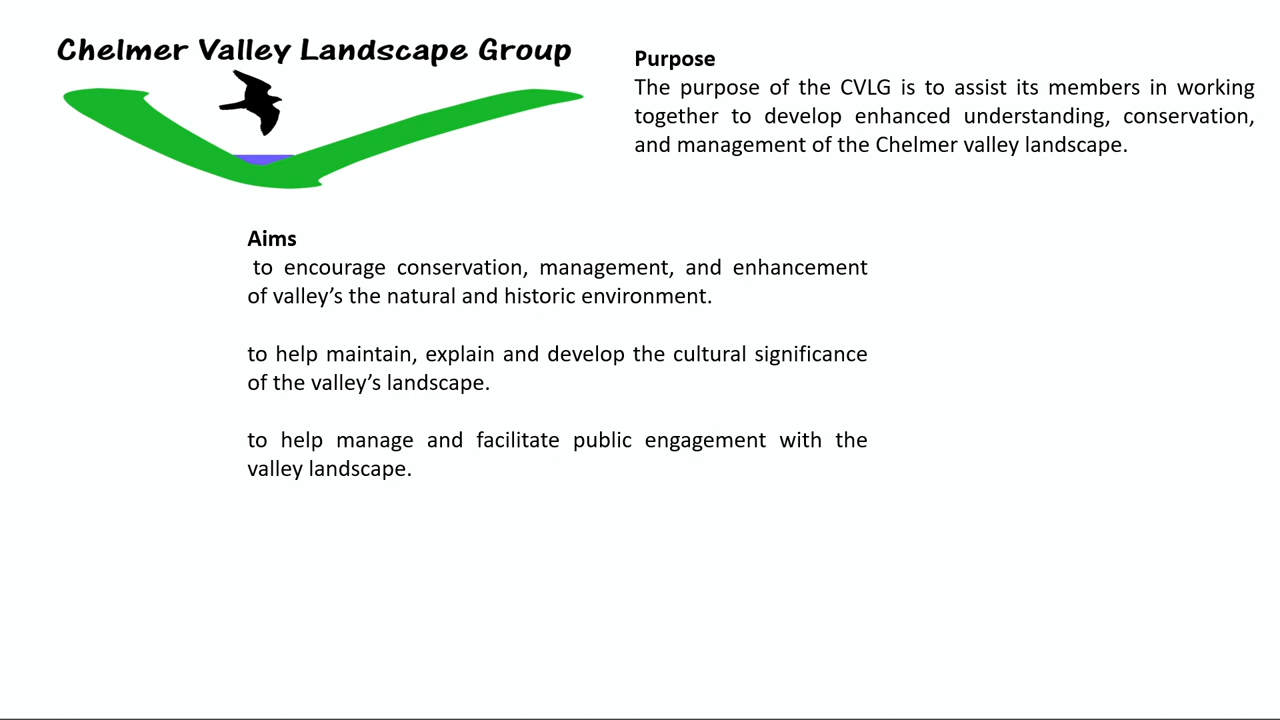 Chelmer Valley Landscape Group
Purpose
The purpose of the CVLG is to assist its members in working
together to develop enhanced understanding, conservation,
and management of the Chelmer valley landscape.
Aims
to encourage conservation, management, and enhancement
of valley’s the natural and historic environment.
to help maintain, explain and develop the cultural significance
of the valley’s landscape.
to help manage and facilitate public engagement with the
valley landscape.